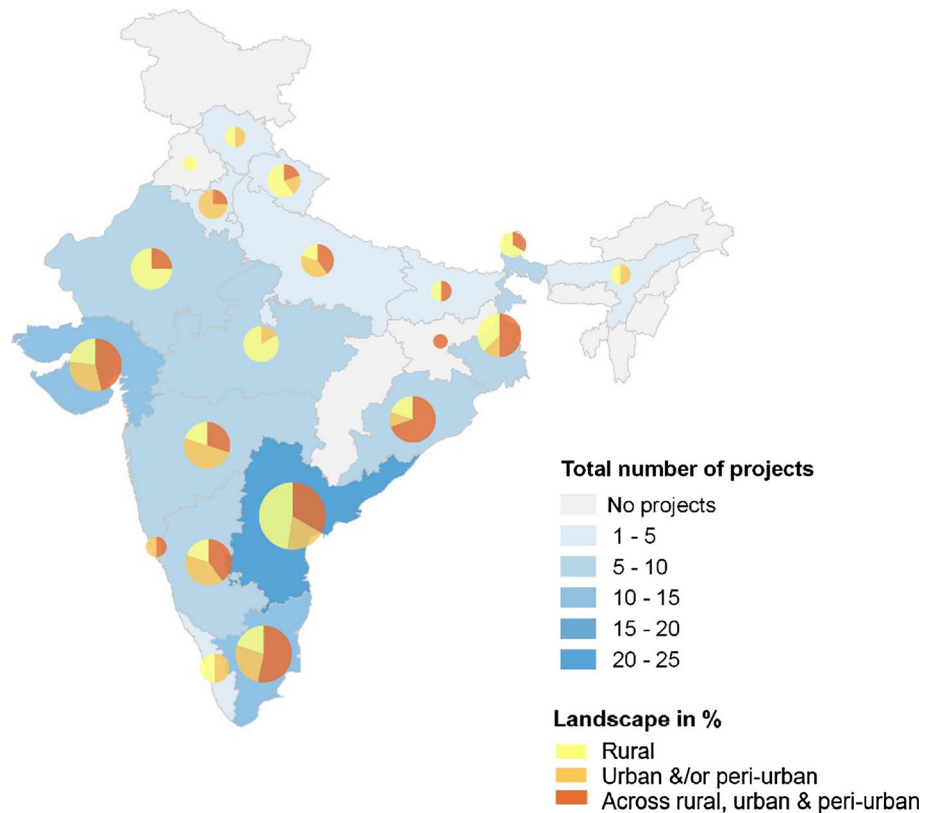 Total number of projects
No projects
1 - 5
5 - 10
10 - 15
15 - 20
20 - 25
Landscape in %
Rural
Urban &/or peri-urban
Across rural, urban & peri-urban